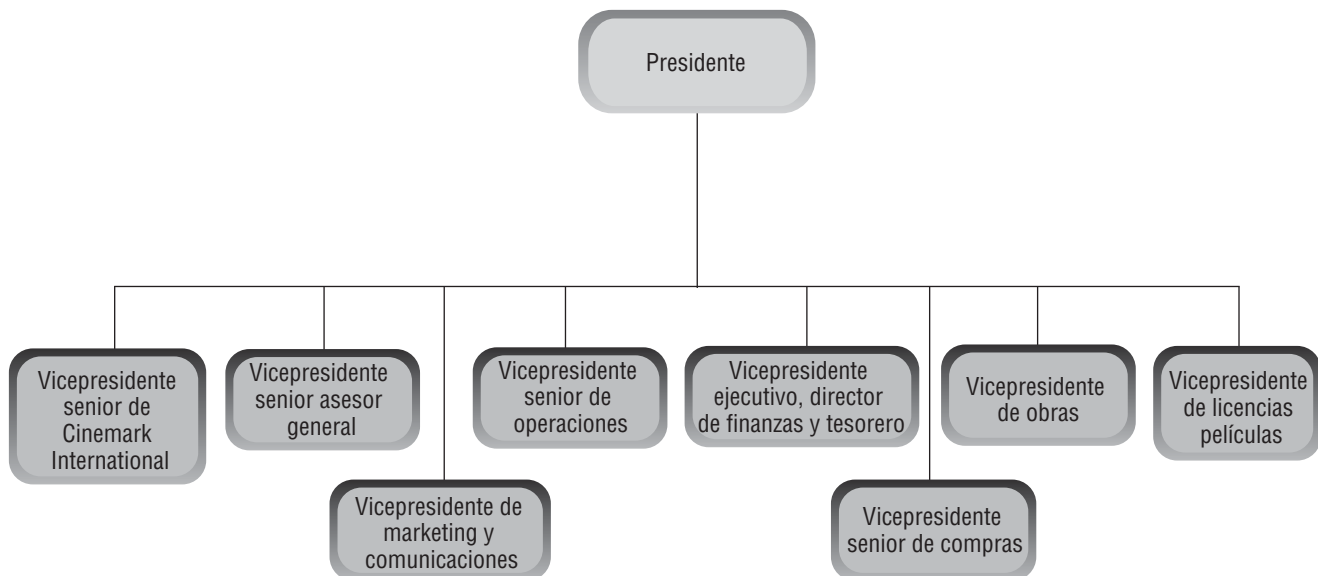 Presidente
Vicepresidente
senior de
Cinemark
International
Vicepresidente
senior asesor
general
Vicepresidente de
marketing y
comunicaciones
Vicepresidente
senior de
operaciones
Vicepresidente
ejecutivo, director
de finanzas y tesorero
Vicepresidente
senior de compras
Vicepresidente
de obras
Vicepresidente
de licencias
películas